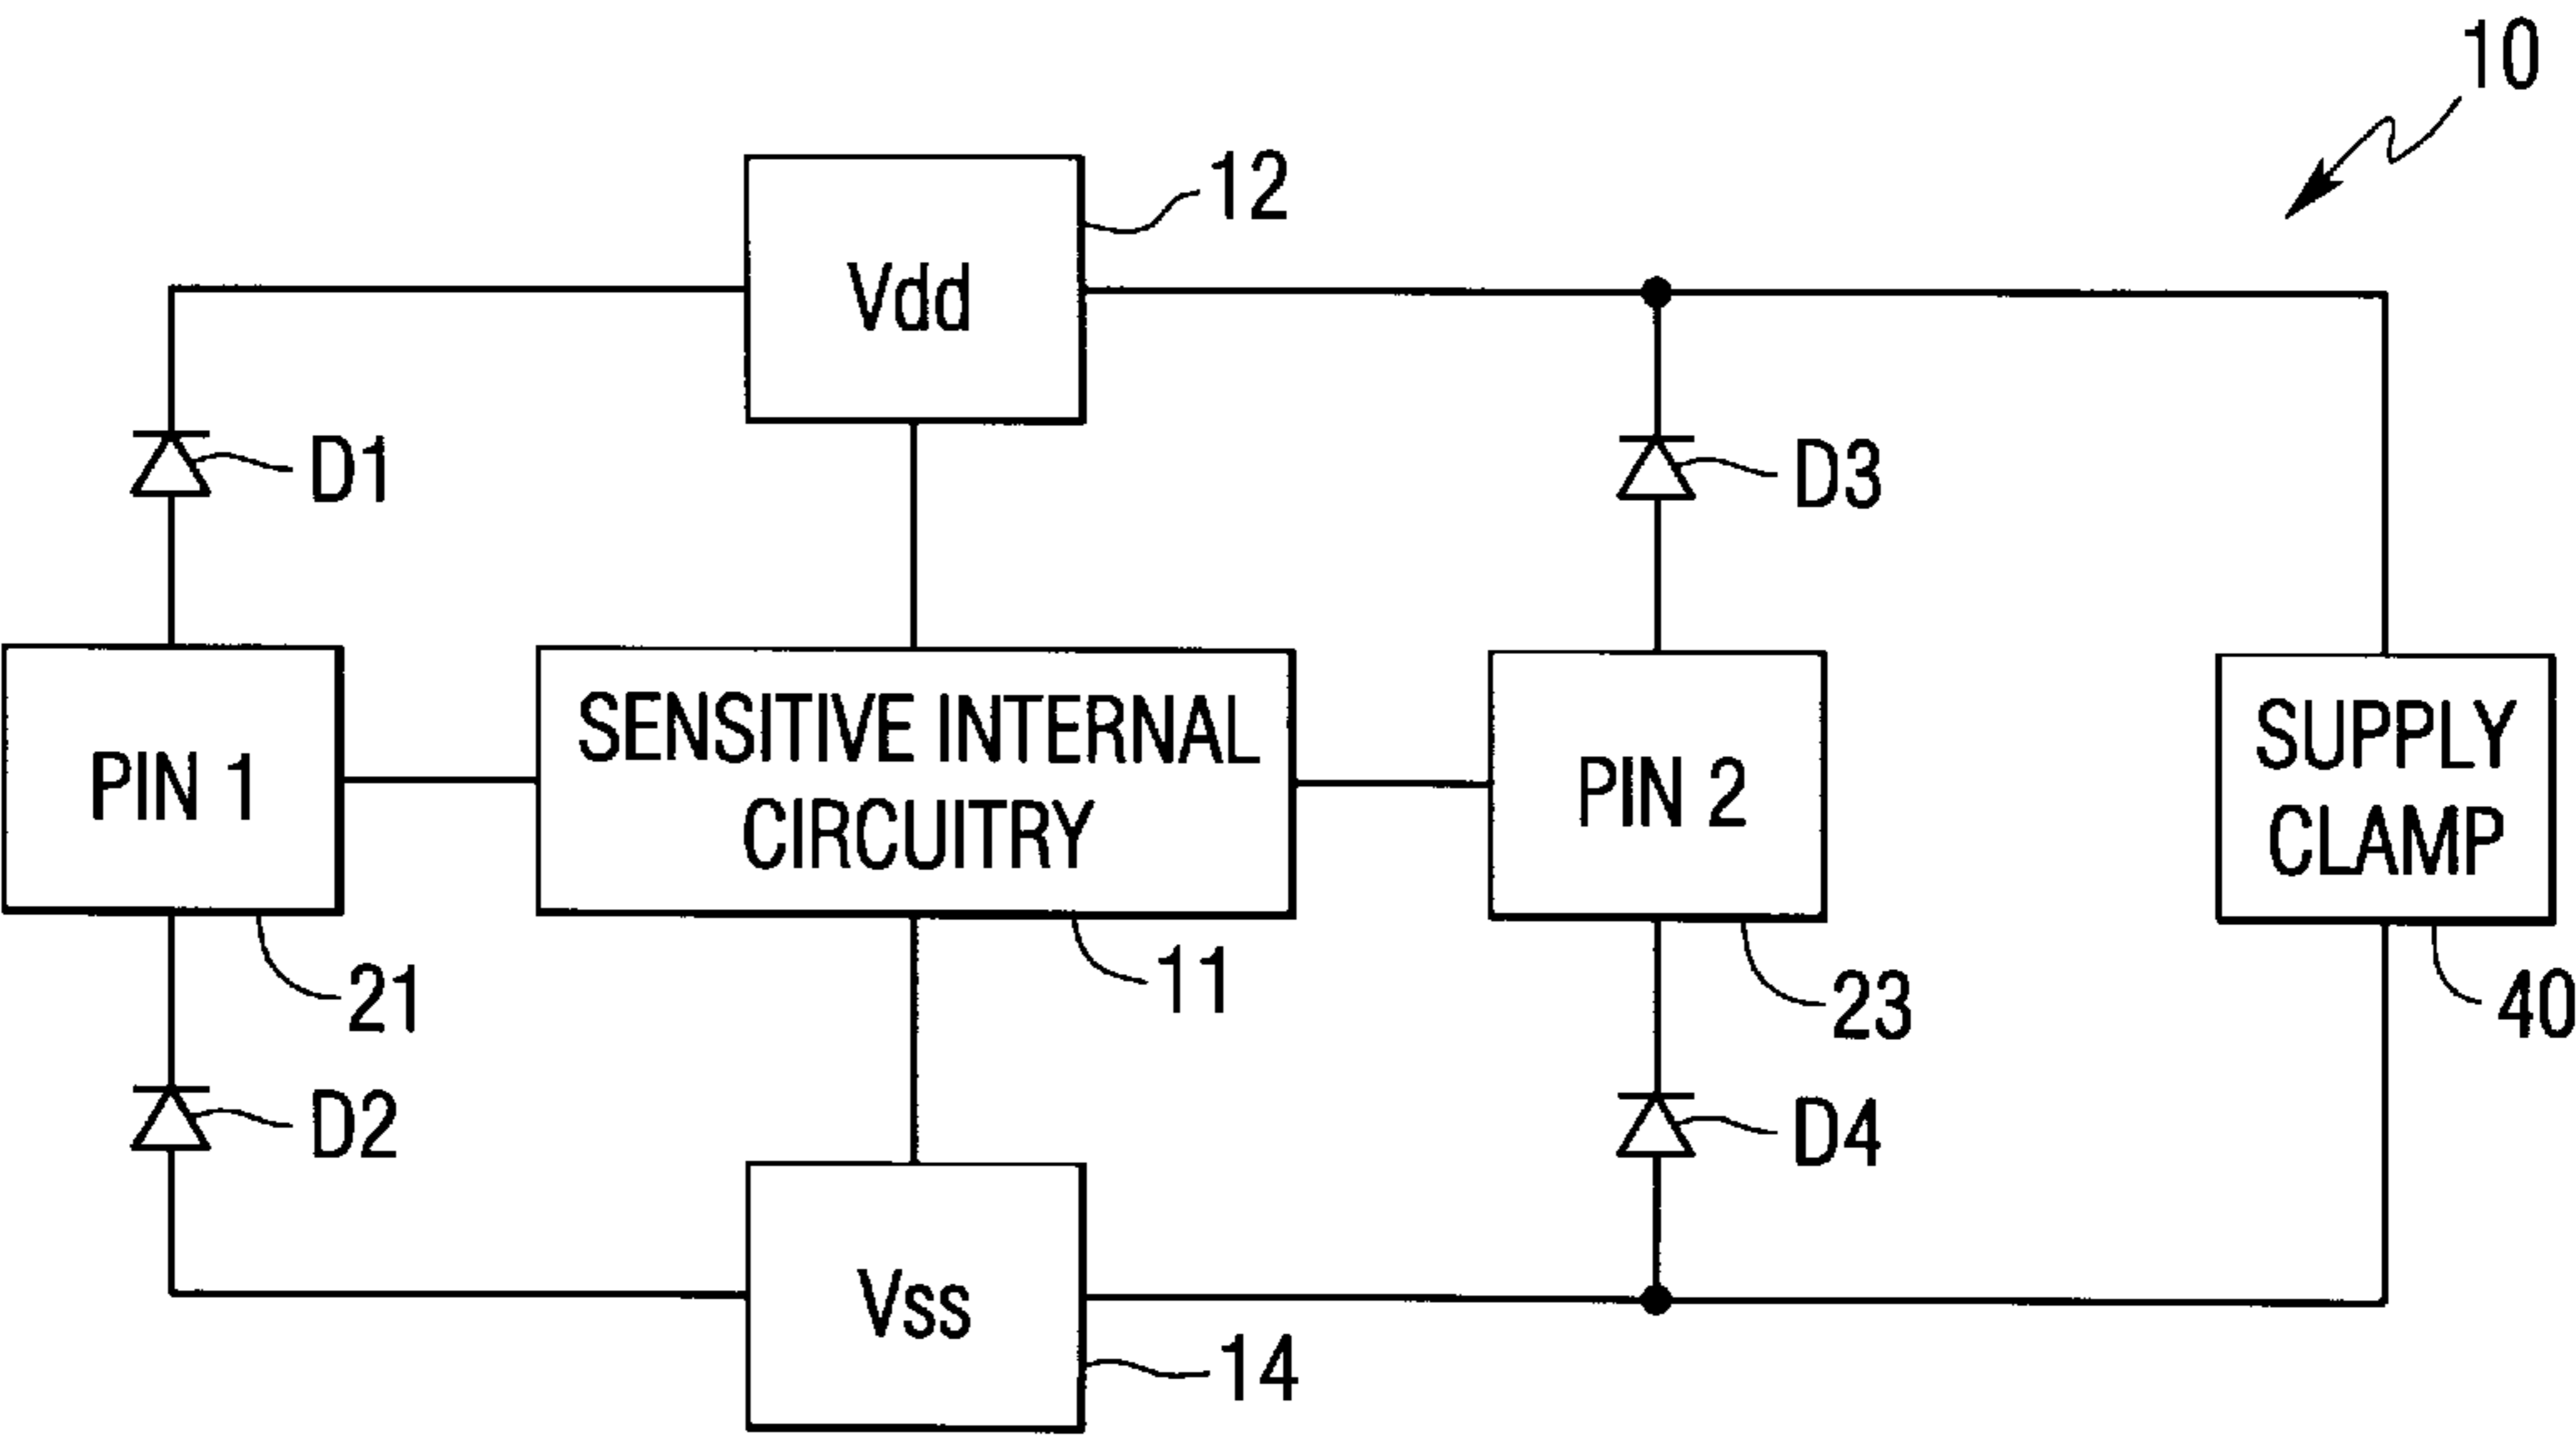 10
12
Vdd
D1
D3
SENSITIVE INTERNAL
CIRCUITRY
PIN 1
PIN 2
SUPPLY
CLAMP
21
11
23
40
D2
D4
Vss
14